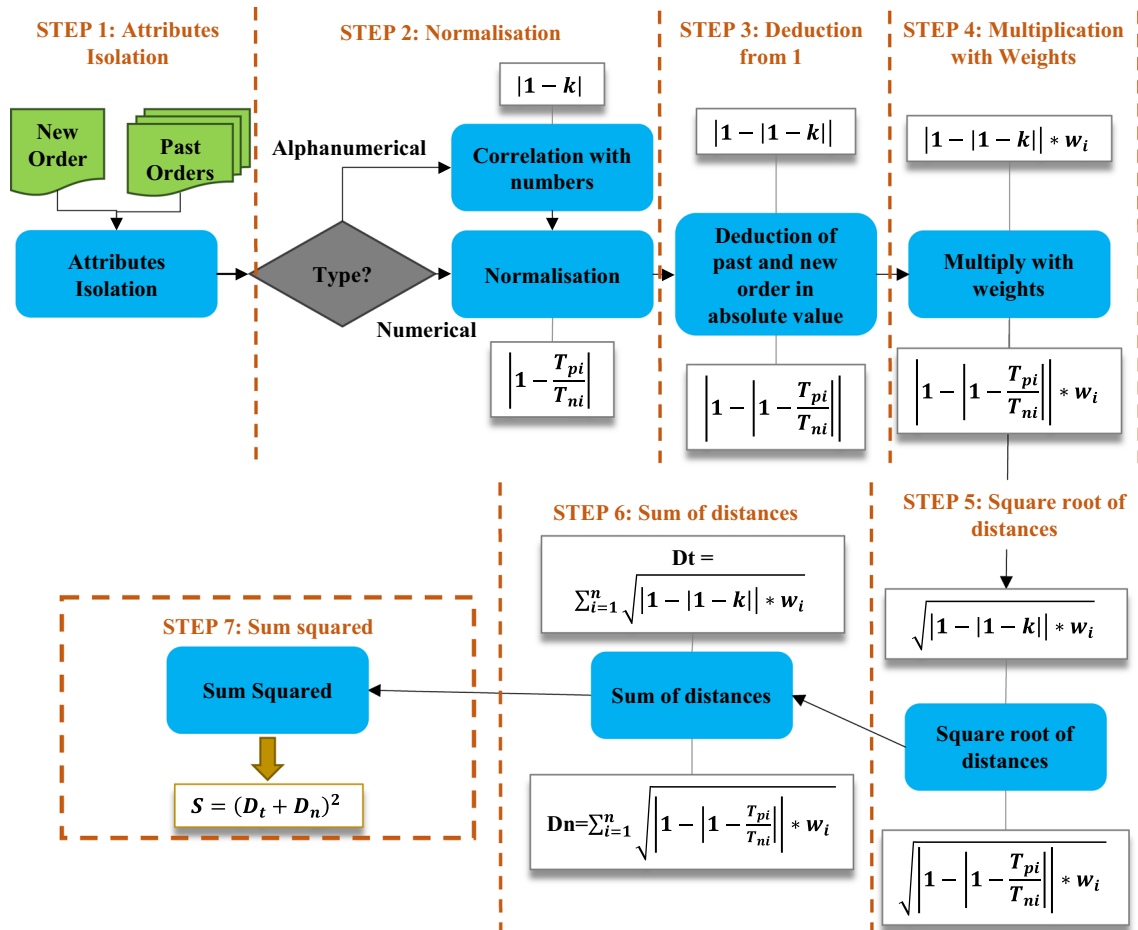 STEP 1: Attributes
Isolation
New
Order
Past
Orders
Attributes
Isolation
STEP 2: Normalisation
|1 − k|
Alphanumerical
Correlation with
numbers
Type?
Normalisation
Numerical
|1 − T_pi/T_ni|
STEP 3: Deduction
from 1
|1 − |1 − k||
Deduction of
past and new
order in
absolute value
|1 − |1 − T_pi/T_ni||
STEP 4: Multiplication
with Weights
|1 − |1 − k|| * w_i
Multiply with
weights
|1 − |1 − T_pi/T_ni|| * w_i
STEP 5: Square root of
distances
√(|1 − |1 − k|| * w_i)
Square root of
distances
√(|1 − |1 − T_pi/T_ni|| * w_i)
STEP 6: Sum of distances
Dt =
∑_{i=1}^{n} √(|1 − |1 − k|| * w_i)
Sum of distances
Dn=∑_{i=1}^{n} √(|1 − |1 − T_pi/T_ni|| * w_i)
STEP 7: Sum squared
Sum Squared
S = (D_t + D_n)^2